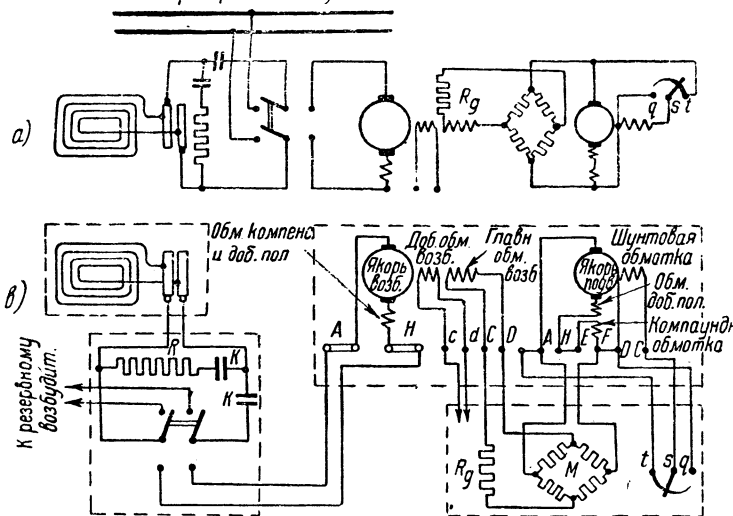 а)
Rg
q s t
в)
Обм компенс
и доб. пол
Якорь
возб.
Доб. обм.
возб.
Главн
обм.
возб
Якорь
подв.
Шунтовая
обмотка
Обм.
доб. пол.
Компаундн
обмотка
A
H
c d C D
A H E F D C
R
K
K
К резервному
возбудит.
Rg
M
t s q